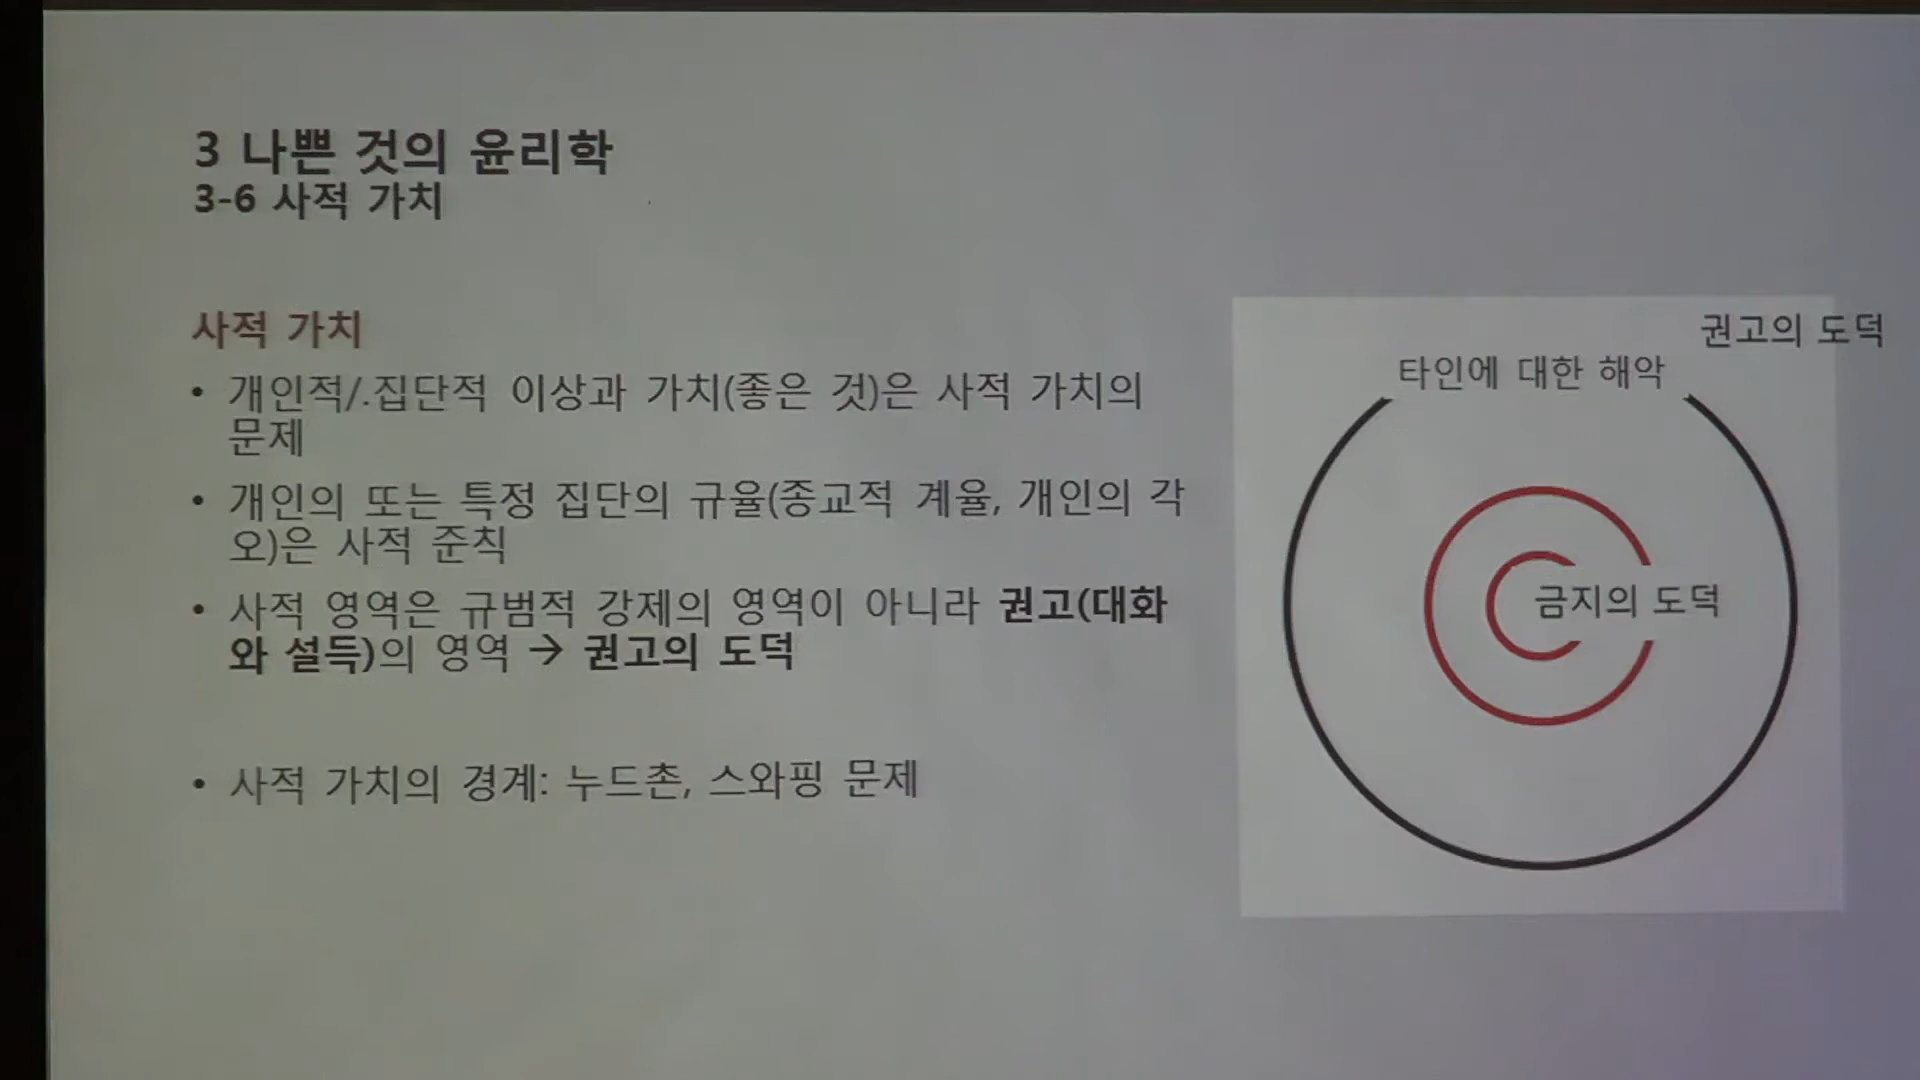 3 나쁜 것의 윤리학
3-6 사적 가치
사적 가치
• 개인적/.집단적 이상과 가치(좋은 것)은 사적 가치의
문제
• 개인의 또는 특정 집단의 규율(종교적 계율, 개인의 각
오)은 사적 준칙
• 사적 영역은 규범적 강제의 영역이 아니라 권고(대화
와 설득)의 영역 → 권고의 도덕
• 사적 가치의 경계: 누드촌, 스와핑 문제
권고의 도덕
타인에 대한 해악
금지의 도덕